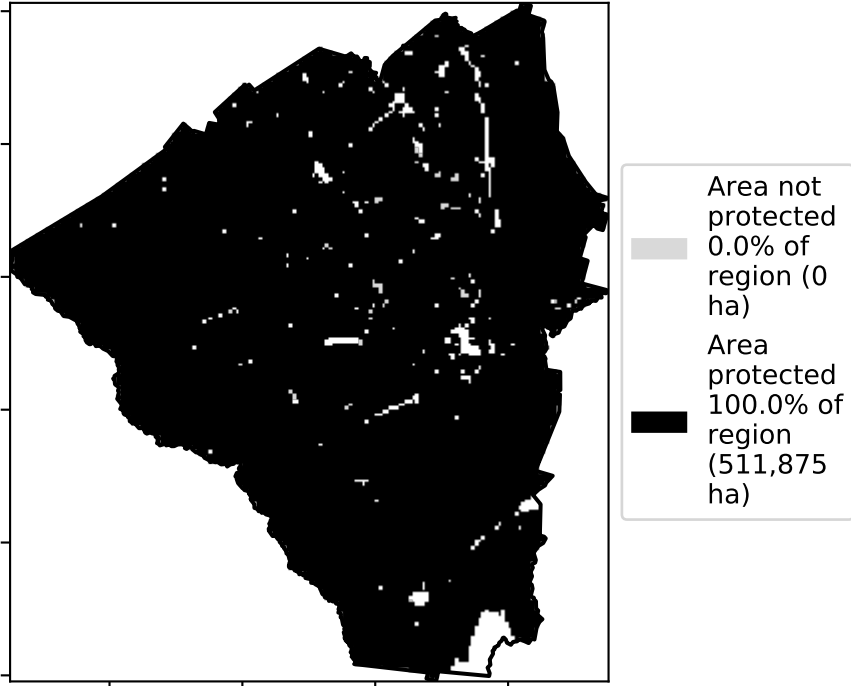 Area not
protected
0.0% of
region (0
ha)
Area
protected
100.0% of
region
(511,875
ha)